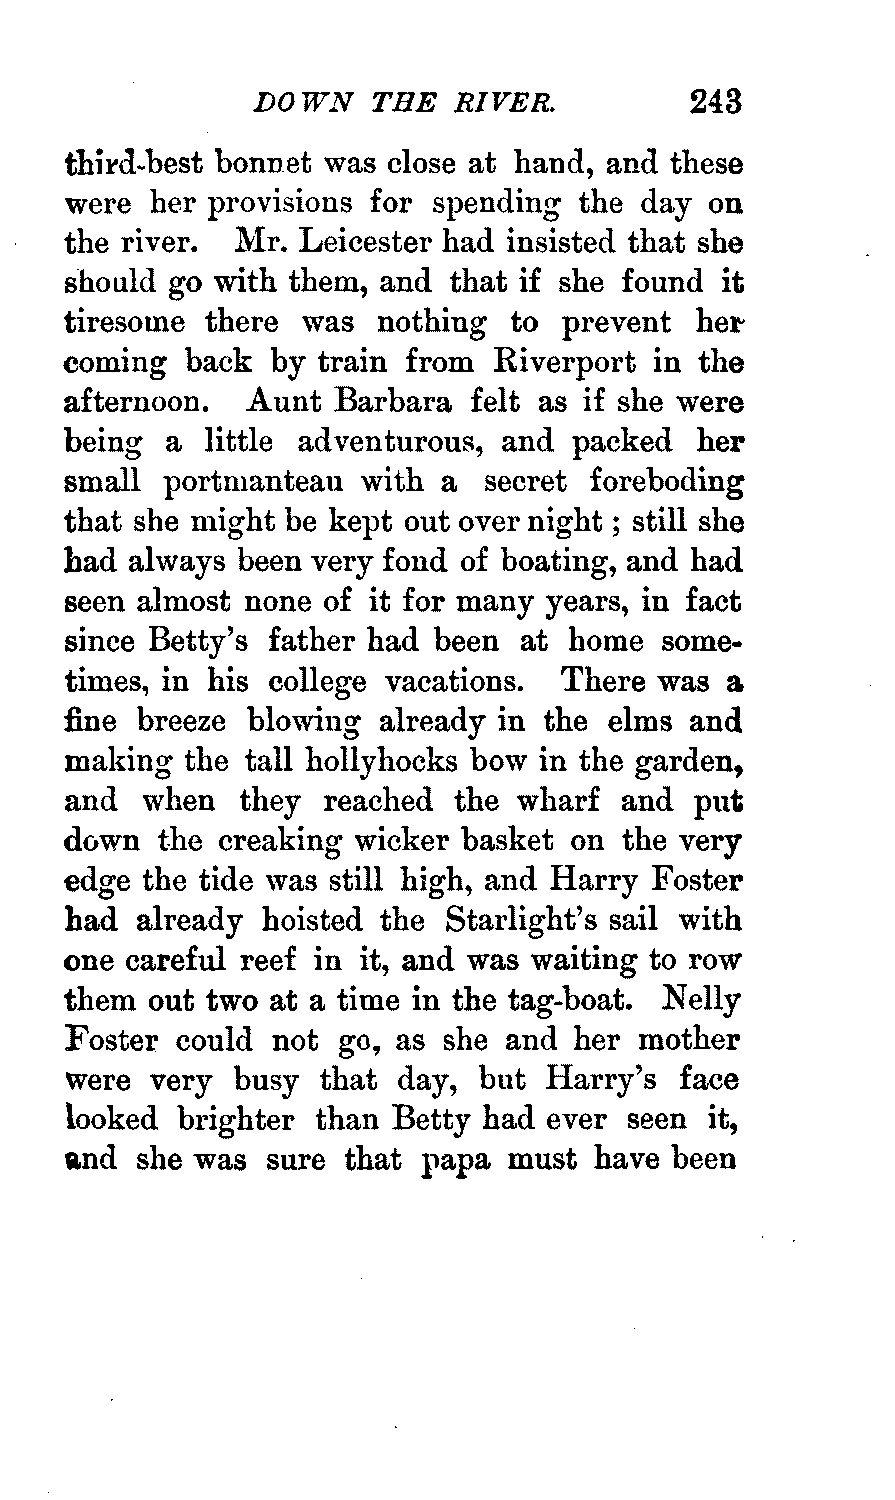 DOWN THE RIVER. 243
third-best bonnet was close at hand, and these
were her provisions for spending the day on
the river. Mr. Leicester had insisted that she
should go with them, and that if she found it
tiresome there was nothing to prevent her
coming back by train from Riverport in the
afternoon. Aunt Barbara felt as if she were
being a little adventurous, and packed her
small portmanteau with a secret foreboding
that she might be kept out over night ; still she
had always been very fond of boating, and had
seen almost none of it for many years, in fact
since Betty's father had been at home some-
times, in his college vacations. There was a
fine breeze blowing already in the elms and
making the tall hollyhocks bow in the garden,
and when they reached the wharf and put
down the creaking wicker basket on the very
edge the tide was still high, and Harry Foster
had already hoisted the Starlight's sail with
one careful reef in it, and was waiting to row
them out two at a time in the tag-boat. Nelly
Foster could not go, as she and her mother
were very busy that day, but Harry's face
looked brighter than Betty had ever seen it,
and she was sure that papa must have been